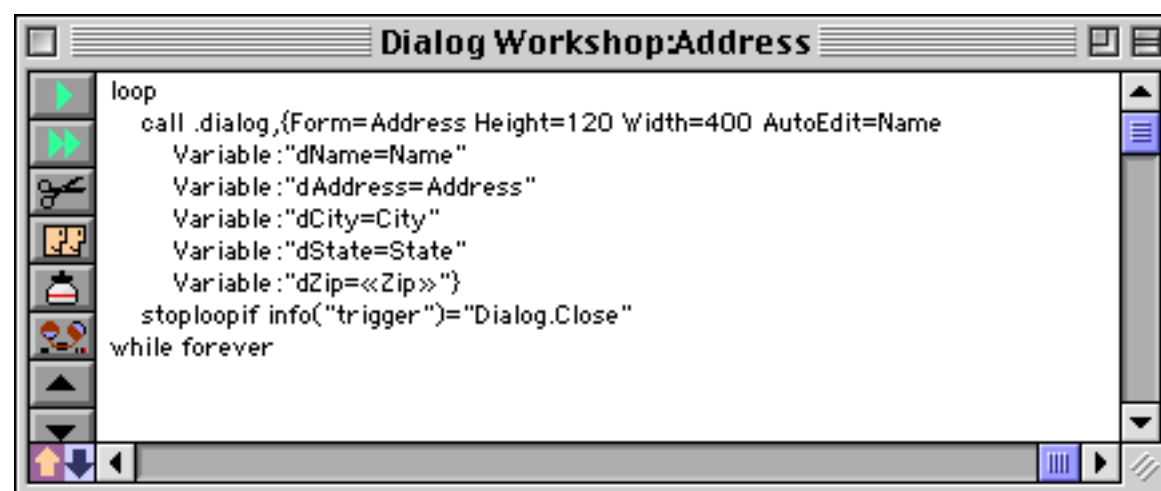 Dialog Workshop:Address
loop
call .dialog,{Form=Address Height=120 Width=400 AutoEdit=Name
Variable:"dName=Name"
Variable:"dAddress=Address"
Variable:"dCity=City"
Variable:"dState=State"
Variable:"dZip=«Zip»"}
stoploopif info("trigger")="Dialog.Close"
while forever